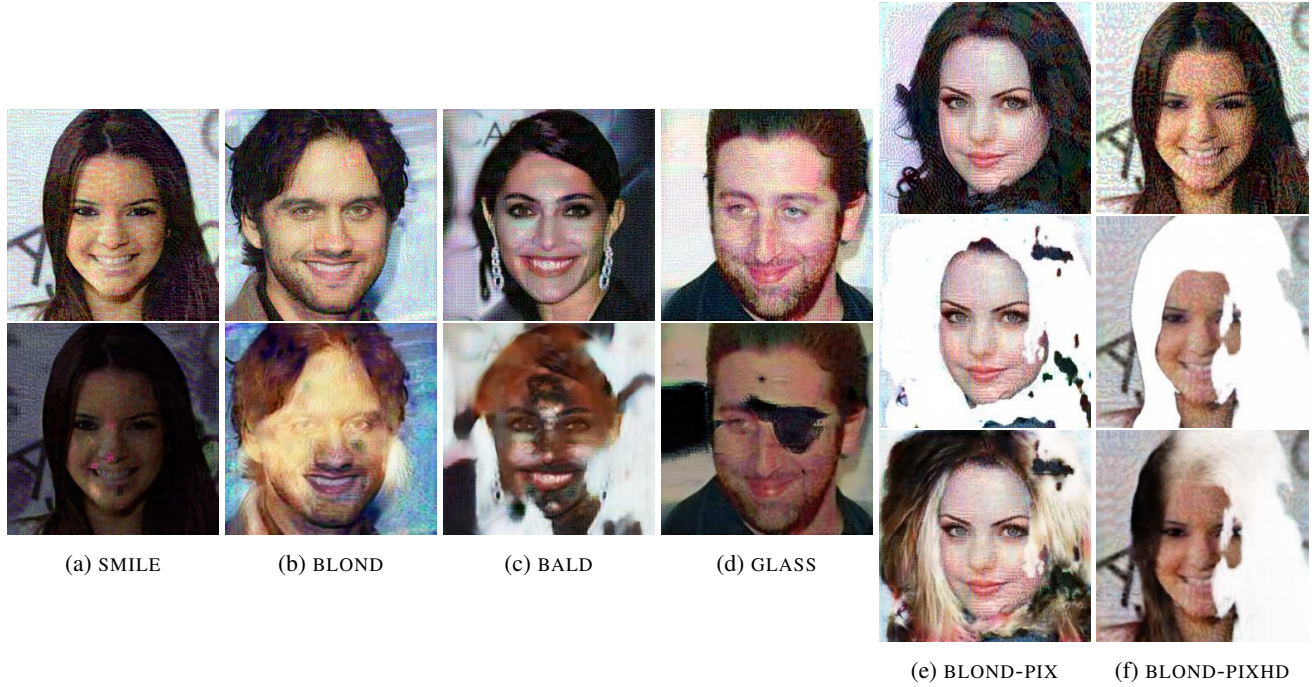 (a) SMILE
(b) BLOND
(c) BALD
(d) GLASS
(e) BLOND-PIX
(f) BLOND-PIXHD